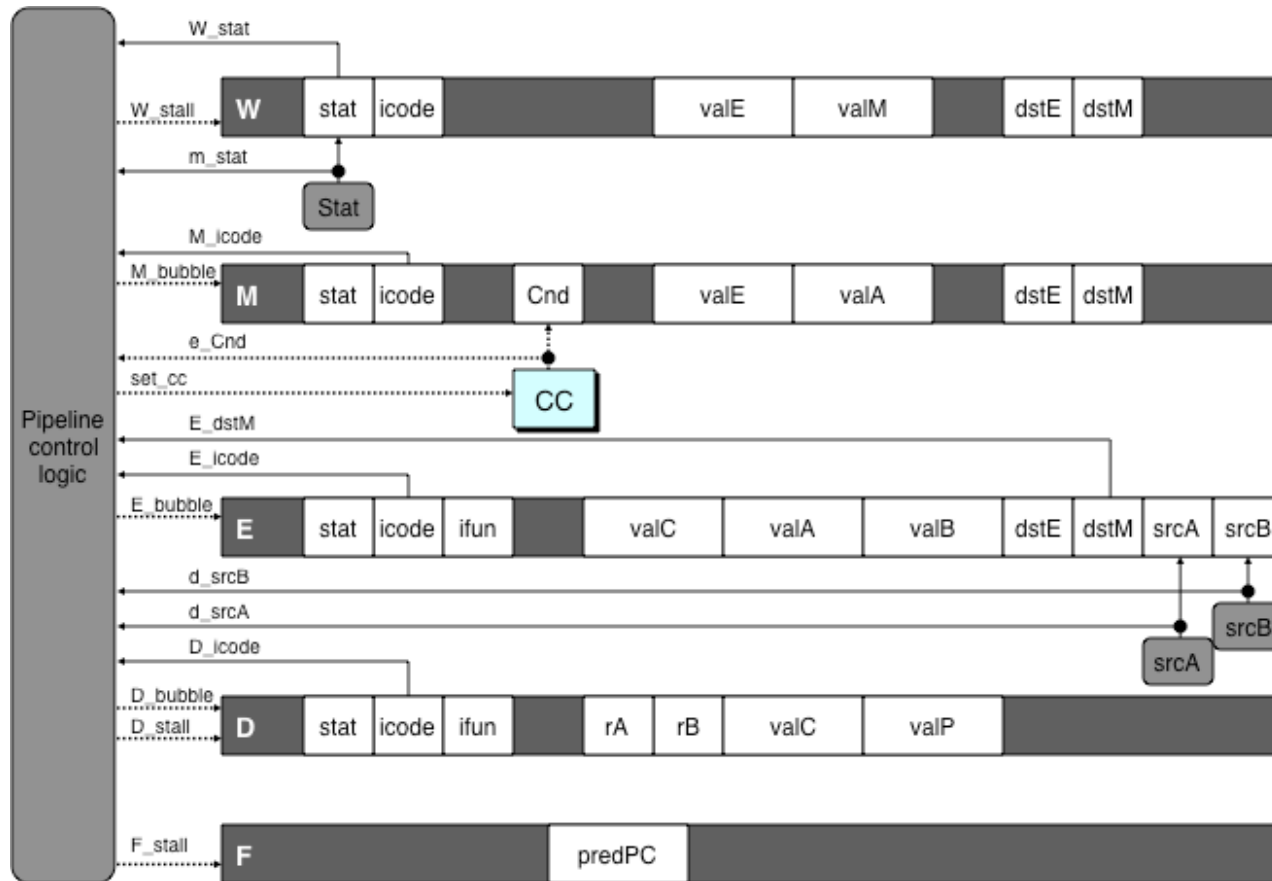 W_stat
W_stall
W stat icode valE valM dstE dstM
m_stat
Stat
M_icode
M_bubble
M stat icode Cnd valE valA dstE dstM
e_Cnd
set_cc
CC
Pipeline
control
logic
E_dstM
E_icode
E_bubble
E stat icode ifun valC valA valB dstE dstM srcA srcB
d_srcB
d_srcA
srcB
D_icode
srcA
D_bubble
D_stall
D stat icode ifun rA rB valC valP
F_stall
F predPC